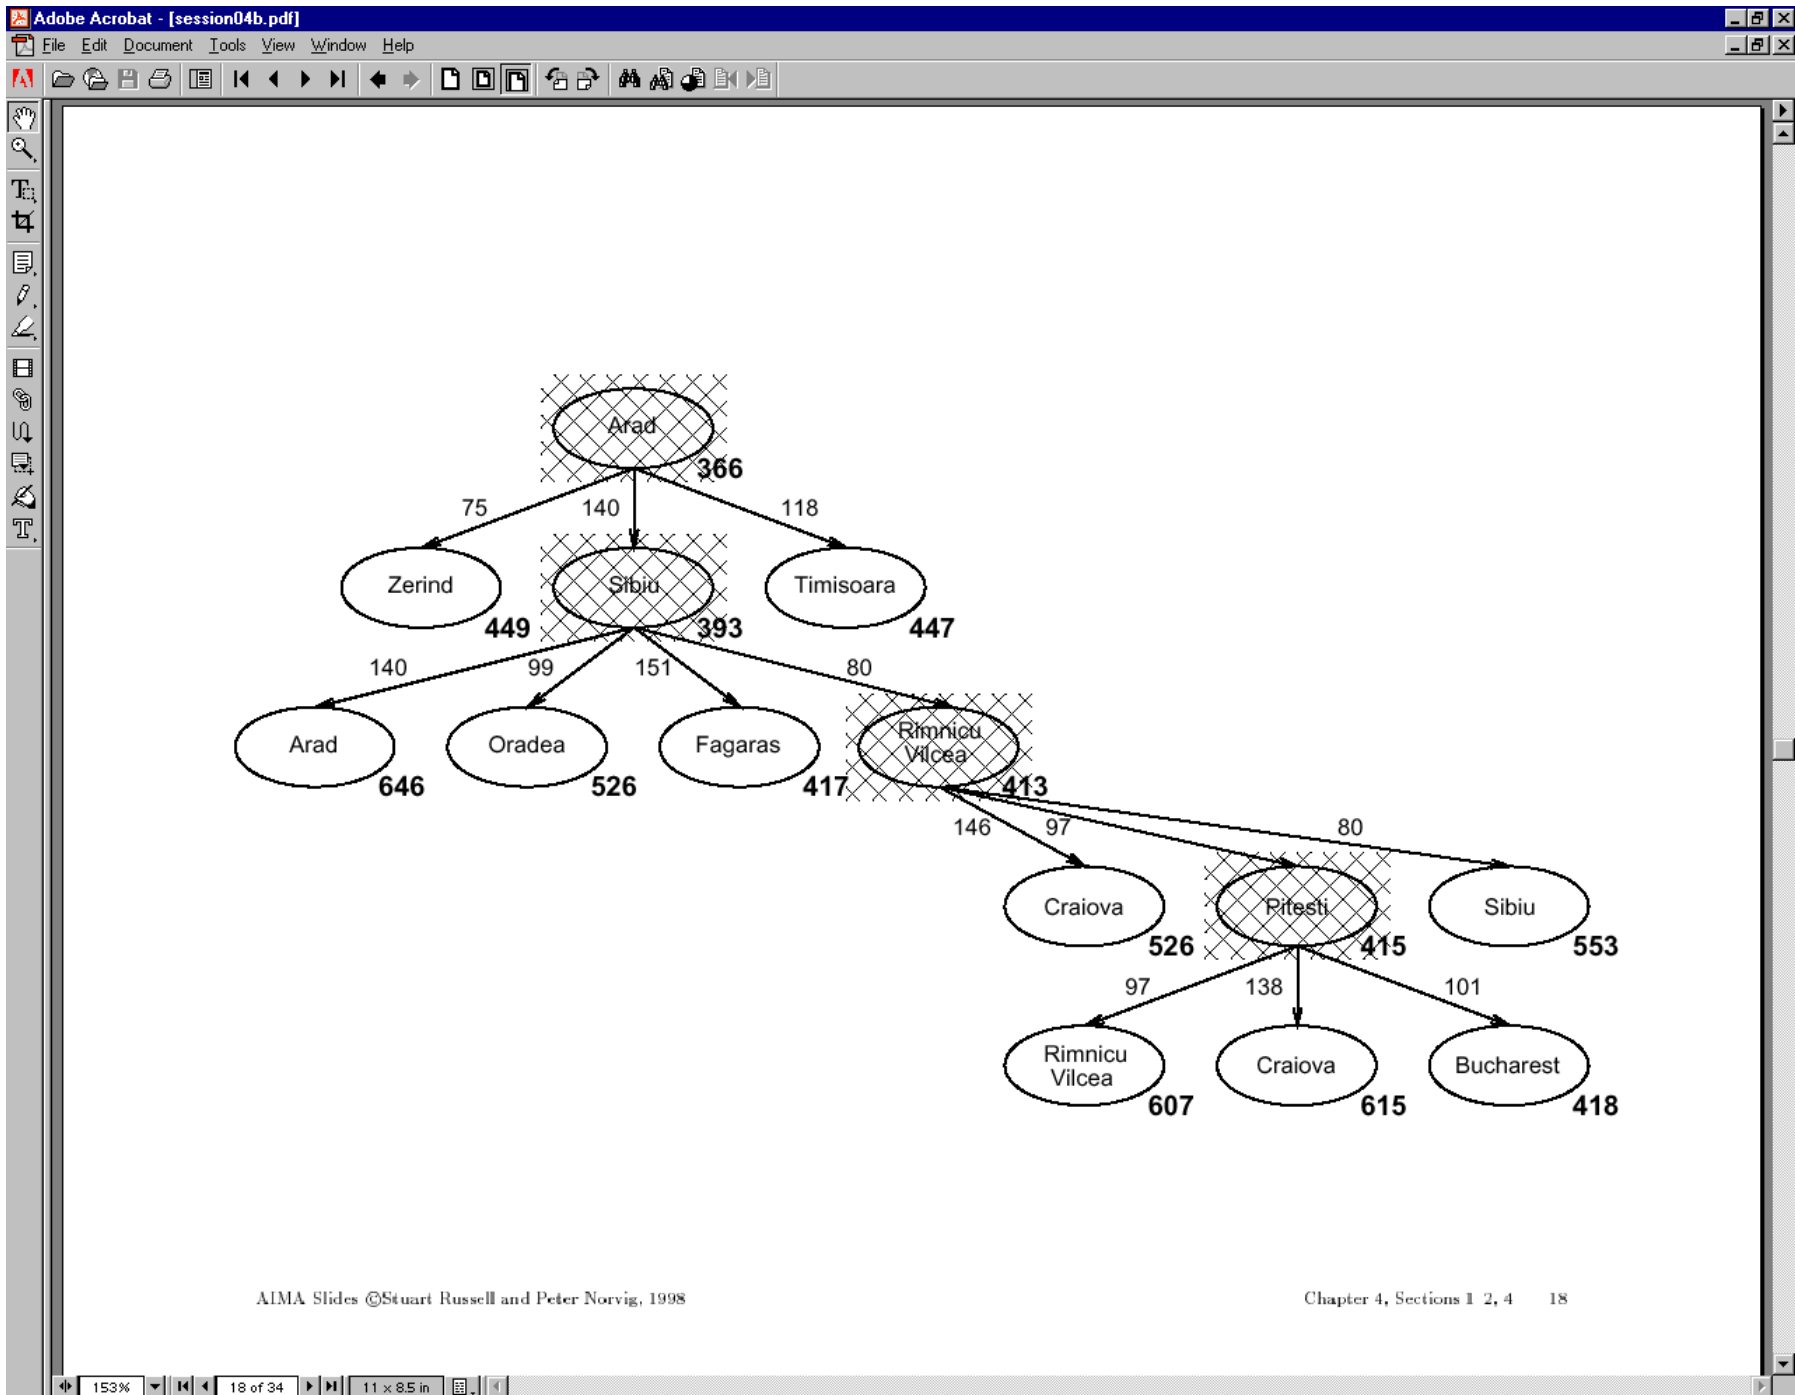 Adobe Acrobat - [session04b.pdf]
File Edit Document Tools View Window Help
Arad
366
75 140 118
Zerind Sibiu Timisoara
449 393 447
140 99 151 80
Arad Oradea Fagaras Rimnicu
Vilcea
646 526 417 413
146 97 80
Craiova Pitesti Sibiu
526 415 553
97 138 101
Rimnicu
Vilcea Craiova Bucharest
607 615 418
AIMA Slides ©Stuart Russell and Peter Norvig, 1998 Chapter 4, Sections 1 2, 4 18
153% 18 of 34 11 x 8.5 in